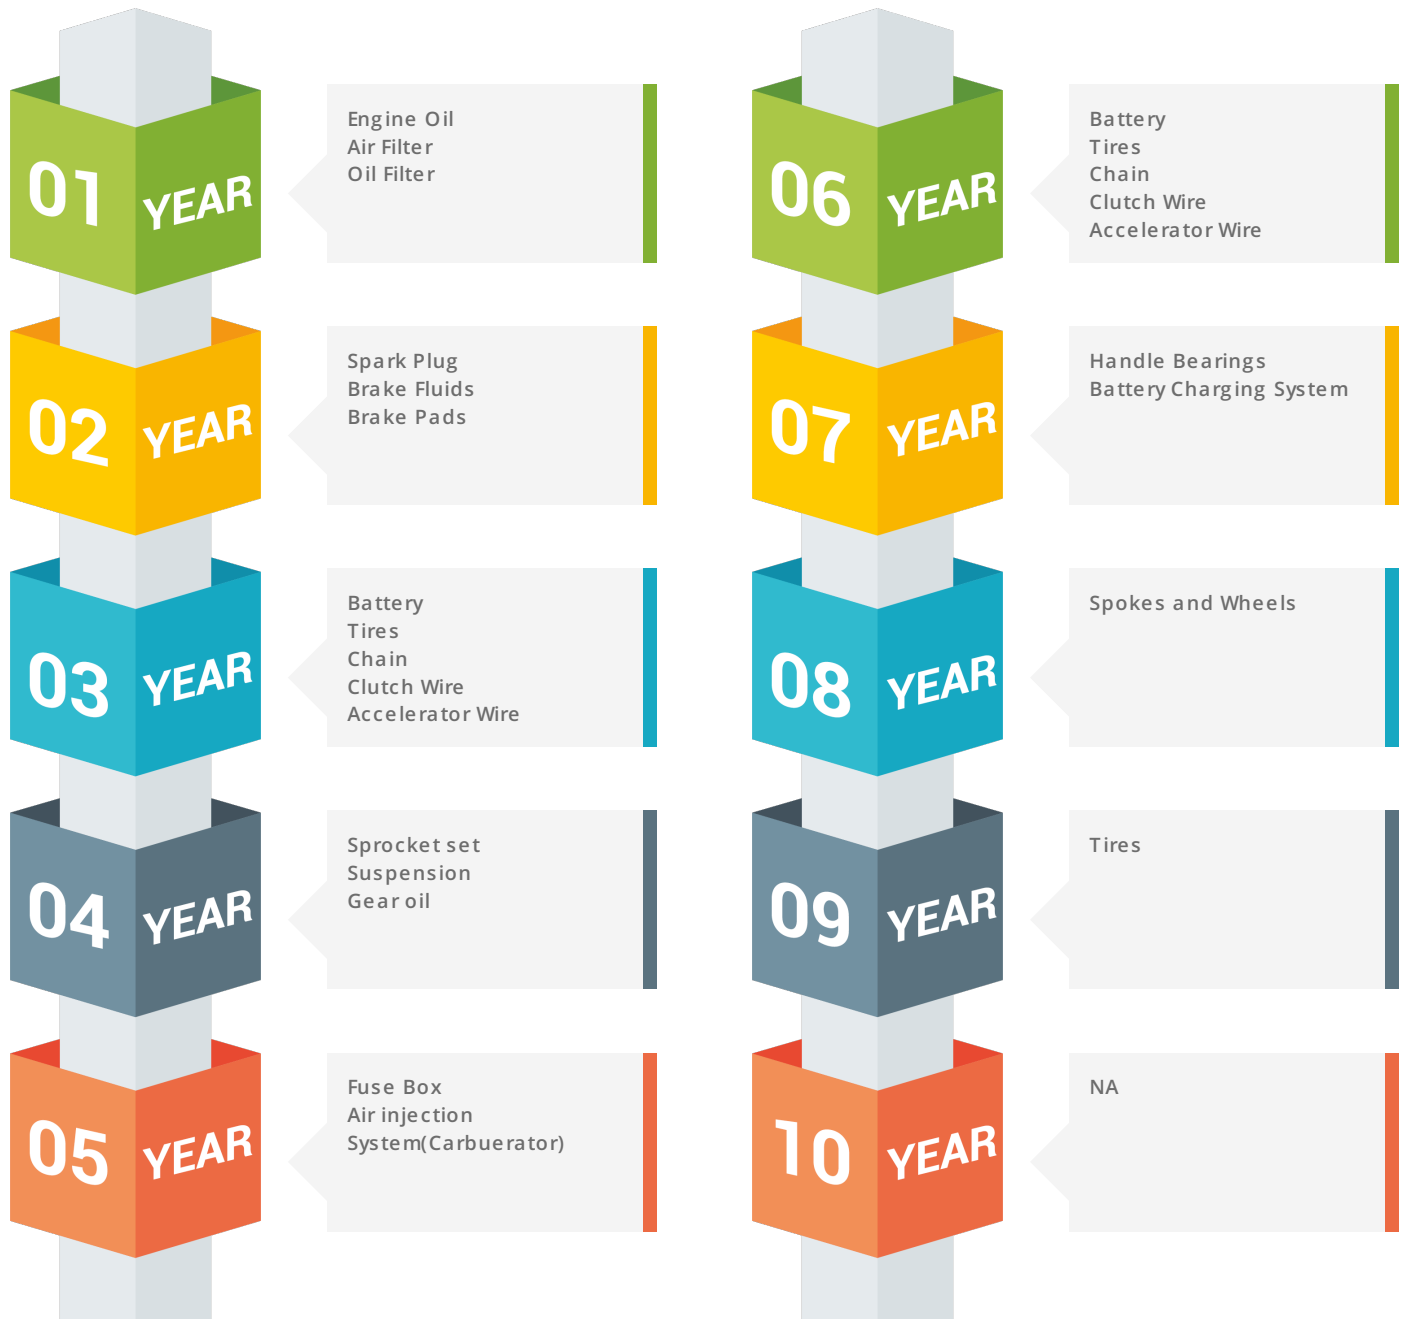 01 YEAR
Engine Oil
Air Filter
Oil Filter
02 YEAR
Spark Plug
Brake Fluids
Brake Pads
03 YEAR
Battery
Tires
Chain
Clutch Wire
Accelerator Wire
04 YEAR
Sprocket set
Suspension
Gear oil
05 YEAR
Fuse Box
Air injection
System(Carbuerator)
06 YEAR
Battery
Tires
Chain
Clutch Wire
Accelerator Wire
07 YEAR
Handle Bearings
Battery Charging System
08 YEAR
Spokes and Wheels
09 YEAR
Tires
10 YEAR
NA